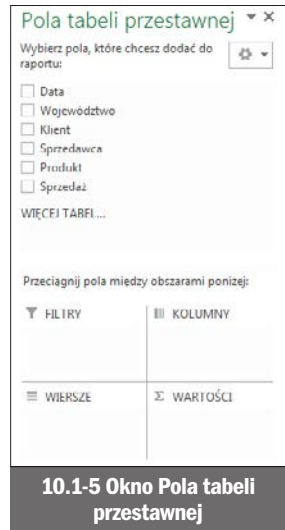 Pola tabeli przestawnej
Wybierz pola, które chcesz dodać do
raportu:
Data
Województwo
Klient
Sprzedawca
Produkt
Sprzedaż
WIĘCEJ TABEL...
Przeciągnij pola między obszarami poniżej:
FILTRY
KOLUMNY
WIERSZE
Σ WARTOŚCI
10.1-5 Okno Pola tabeli
przestawnej